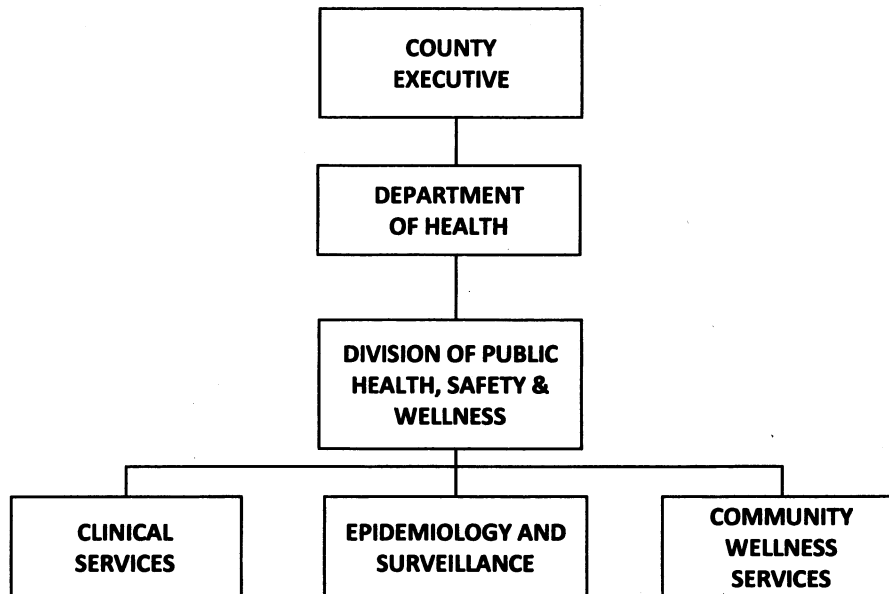 COUNTY
EXECUTIVE
DEPARTMENT
OF HEALTH
DIVISION OF PUBLIC
HEALTH, SAFETY &
WELLNESS
CLINICAL
SERVICES
EPIDEMIOLOGY AND
SURVEILLANCE
COMMUNITY
WELLNESS
SERVICES